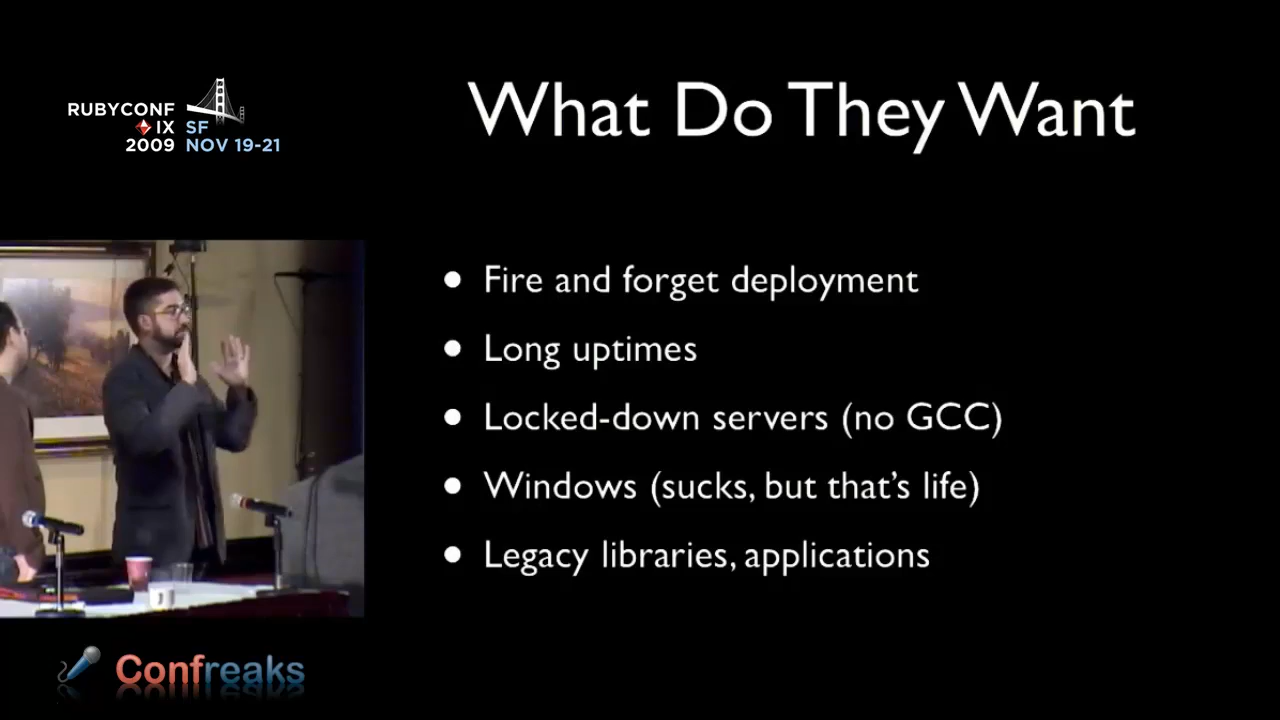 RUBYCONF
IX SF
2009 NOV 19-21
What Do They Want
Fire and forget deployment
Long uptimes
Locked-down servers (no GCC)
Windows (sucks, but that's life)
Legacy libraries, applications
Confreaks